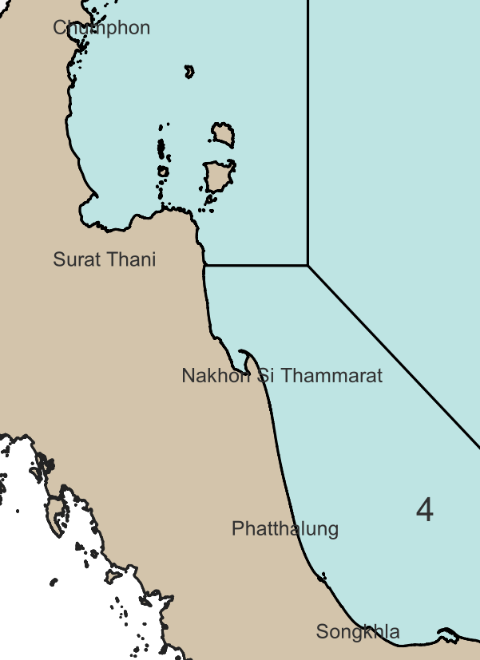 Chumphon
Surat Thani
Nakhon Si Thammarat
4
Phatthalung
Songkhla